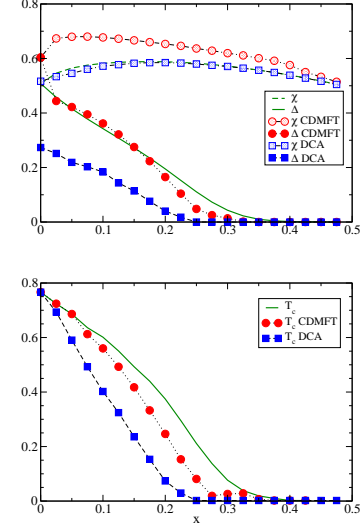 0.8
0.6
0.4
0.2
0
0 0.1 0.2 0.3 0.4 0.5
χ
Δ
χ CDMFT
Δ CDMFT
χ DCA
Δ DCA
0.8
0.6
0.4
0.2
0
0 0.1 0.2 0.3 0.4 0.5
x
T_c
T_c CDMFT
T_c DCA